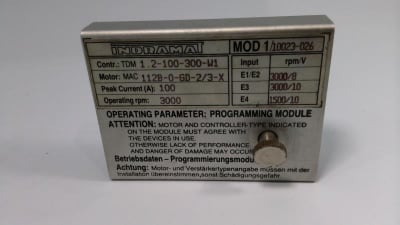 INDRAMAT MOD 1/10023-026
Contr.: TDM 1.2-100-300-W1 Input rpm/V
Motor: MAC 112B-0-GD-2/3-X E1/E2 3000/8
Peak Current (A): 100 E3 3000/10
Operating rpm: 3000 E4 1500/10
OPERATING PARAMETER; PROGRAMMING MODULE
ATTENTION: MOTOR AND CONTROLLER-TYPE INDICATED
ON THE MODULE MUST AGREE WITH
THE DEVICES IN USE.
OTHERWISE LACK OF PERFORMANCE
AND DANGER OF DAMAGE MAY OCCUR
Betriebsdaten – Programmierungsmodul
Achtung: Motor- und Verstärkertypenangabe müssen mit der
Installation übereinstimmen, sonst Schädigungsgefahr.